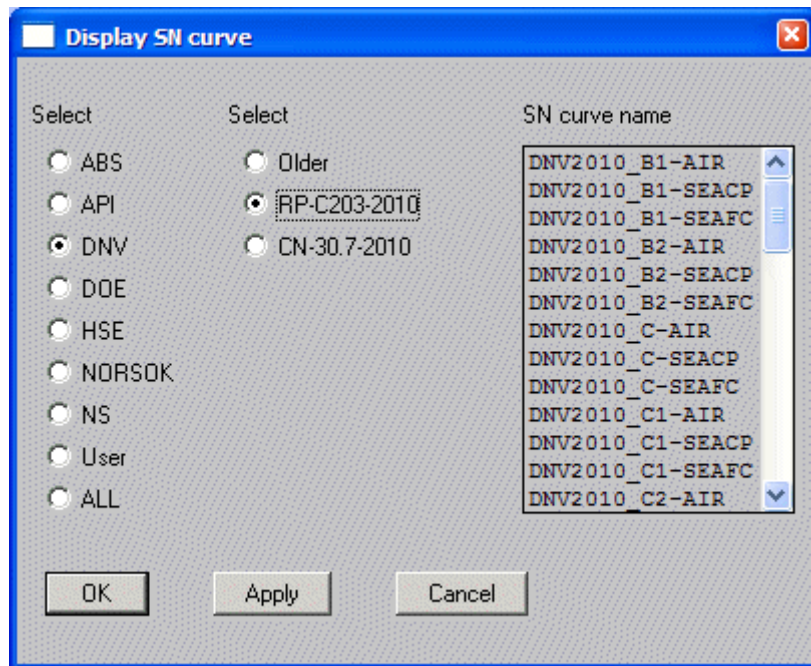 Display SN curve
Select
ABS
API
DNV
DOE
HSE
NORSOK
NS
User
ALL
Select
Older
RP-C203-2010
CN-30.7-2010
SN curve name
DNV2010_B1-AIR
DNV2010_B1-SEACP
DNV2010_B1-SEAFC
DNV2010_B2-AIR
DNV2010_B2-SEACP
DNV2010_B2-SEAFC
DNV2010_C-AIR
DNV2010_C-SEACP
DNV2010_C-SEAFC
DNV2010_C1-AIR
DNV2010_C1-SEACP
DNV2010_C1-SEAFC
DNV2010_C2-AIR
OK
Apply
Cancel